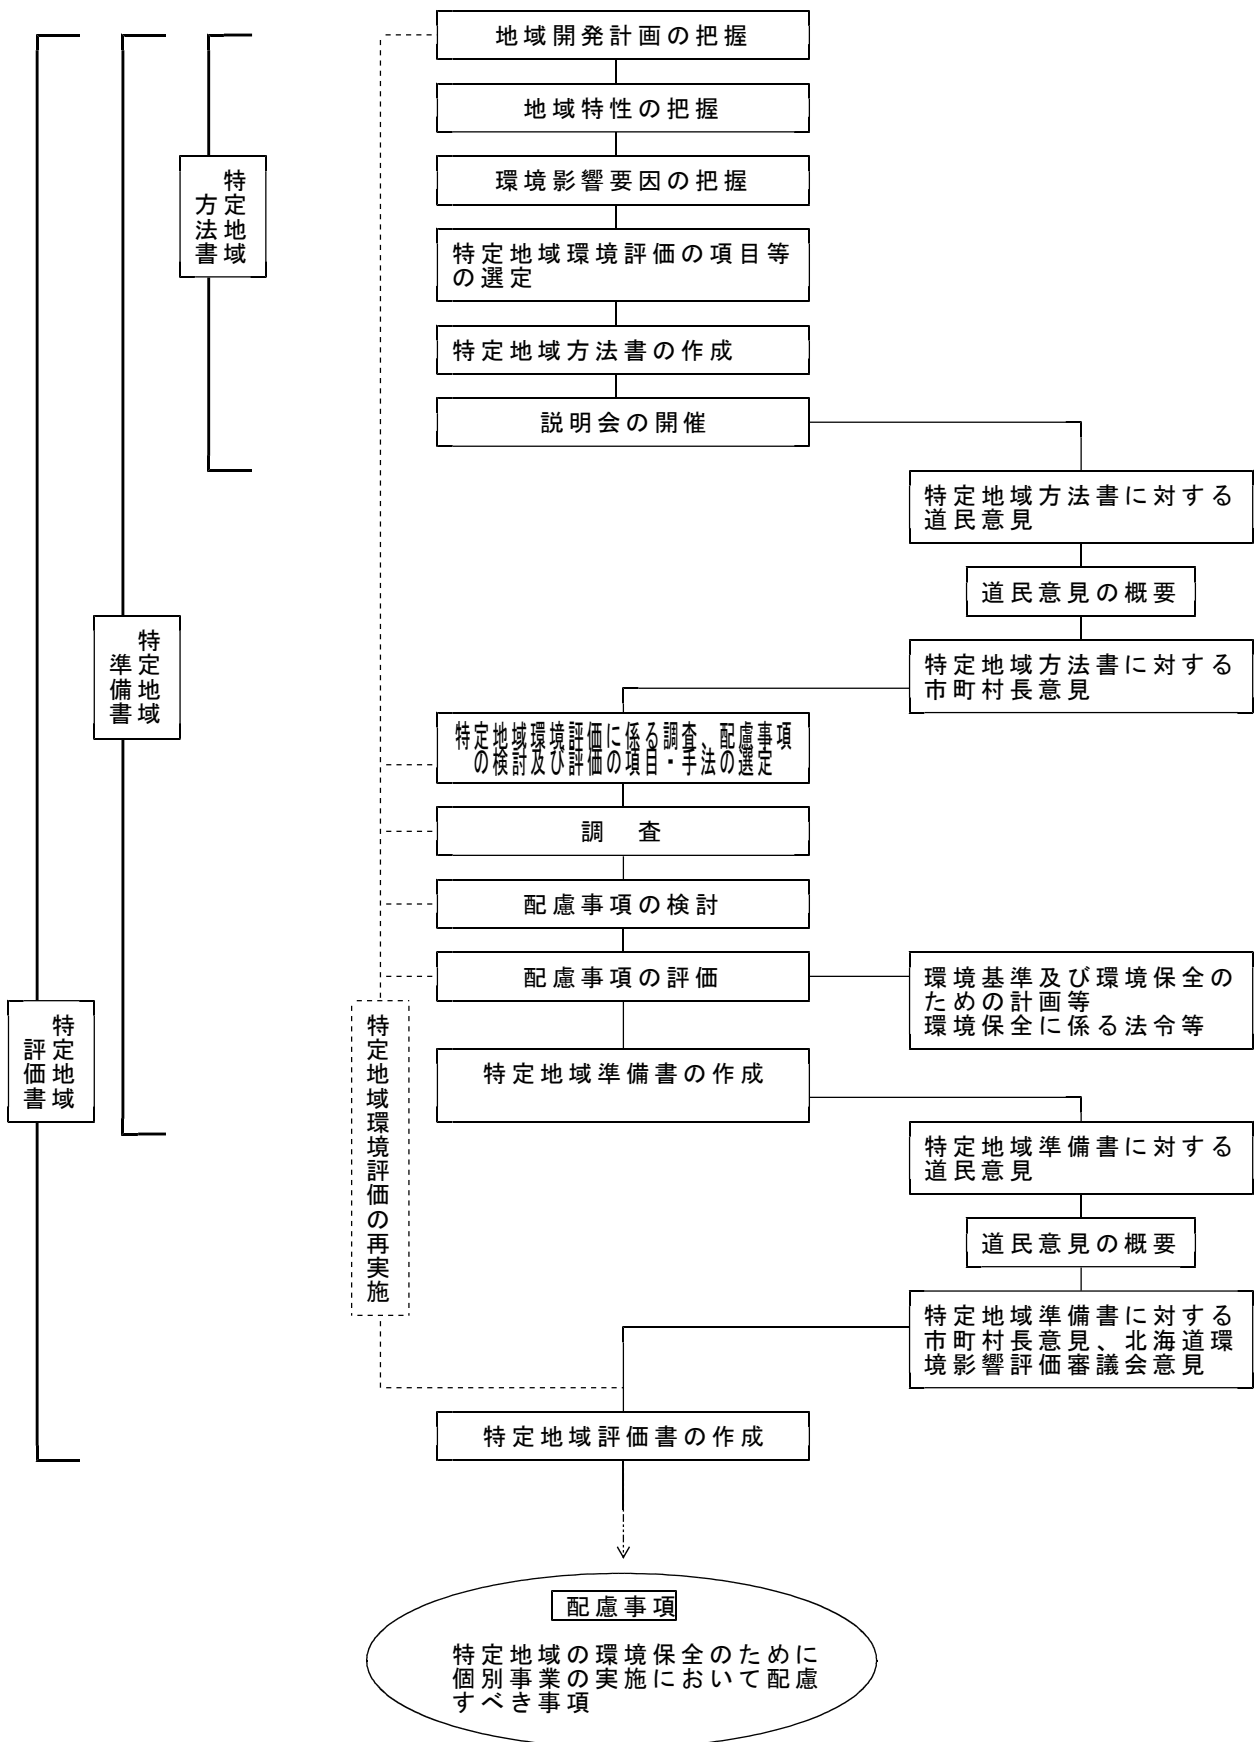 地域開発計画の把握
地域特性の把握
環境影響要因の把握
特定地域
方法書
特定地域環境評価の項目等
の選定
特定地域方法書の作成
説明会の開催
特定地域方法書に対する
道民意見
道民意見の概要
特定地域
準備書
特定地域方法書に対する
市町村長意見
特定地域環境評価に係る調査、配慮事項
の検討及び評価の項目・手法の選定
調 査
配慮事項の検討
配慮事項の評価
環境基準及び環境保全の
ための計画等
環境保全に係る法令等
特定地域
評価書
特定地域環境評価の再実施
特定地域準備書の作成
特定地域準備書に対する
道民意見
道民意見の概要
特定地域準備書に対する
市町村長意見、北海道環
境影響評価審議会意見
特定地域評価書の作成
配慮事項
特定地域の環境保全のために
個別事業の実施において配慮
すべき事項